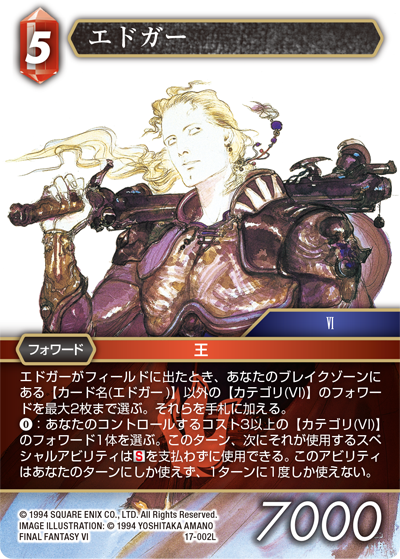 5
エドガー
VI
フォワード
王
エドガーがフィールドに出たとき、あなたのブレイクゾーンに
ある【カード名(エドガー)】以外の【カテゴリ(VI)】のフォワー
ドを最大2枚まで選ぶ。それらを手札に加える。
0：あなたのコントロールするコスト3以上の【カテゴリ(VI)】
のフォワード1体を選ぶ。このターン、次にそれが使用するスペ
シャルアビリティはSを支払わずに使用できる。このアビリティ
はあなたのターンにしか使えず、1ターンに1度しか使えない。
© 1994 SQUARE ENIX CO., LTD. All Rights Reserved.
IMAGE ILLUSTRATION: © 1994 YOSHITAKA AMANO
FINAL FANTASY VI
17-002L
7000